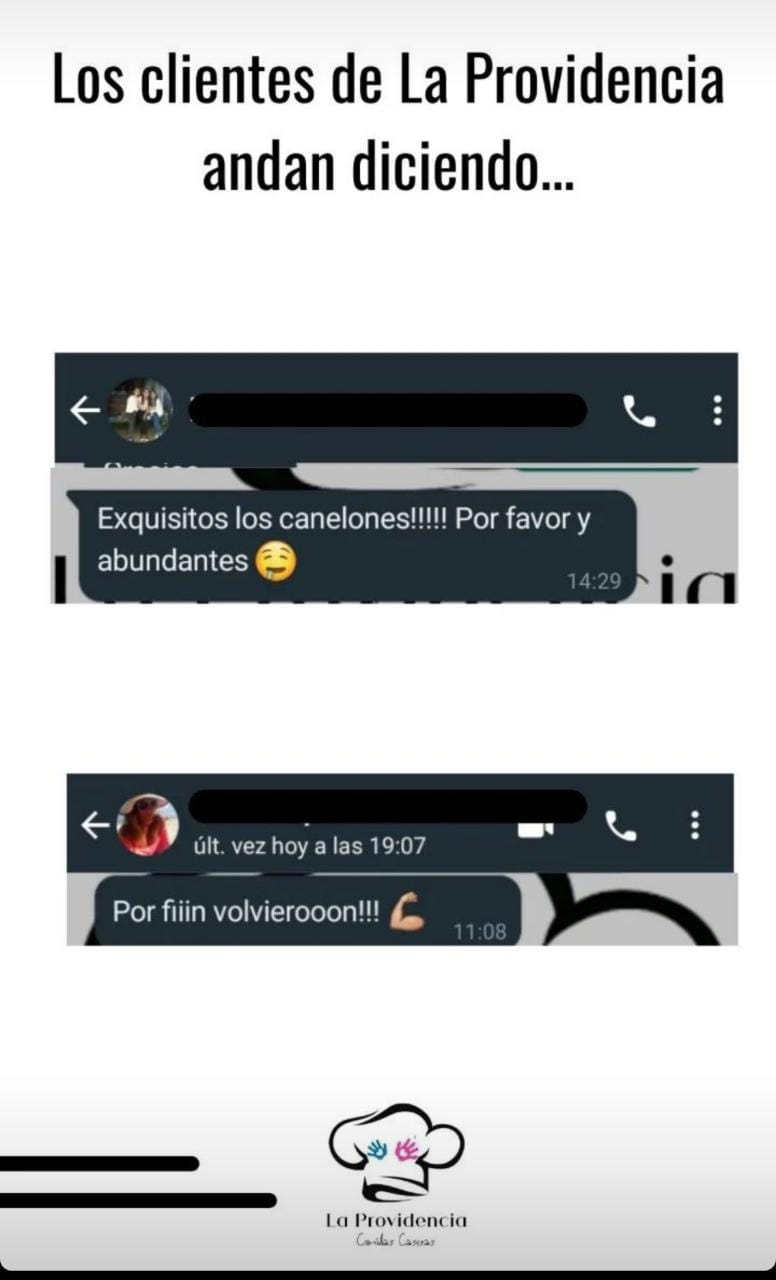 Los clientes de La Providencia
andan diciendo...
Exquisitos los canelones!!!!! Por favor y
abundantes 🤤
14:29
últ. vez hoy a las 19:07
Por fiiin volvierooon!!! 💪🏼
11:08
La Providencia
Comidas Caseras